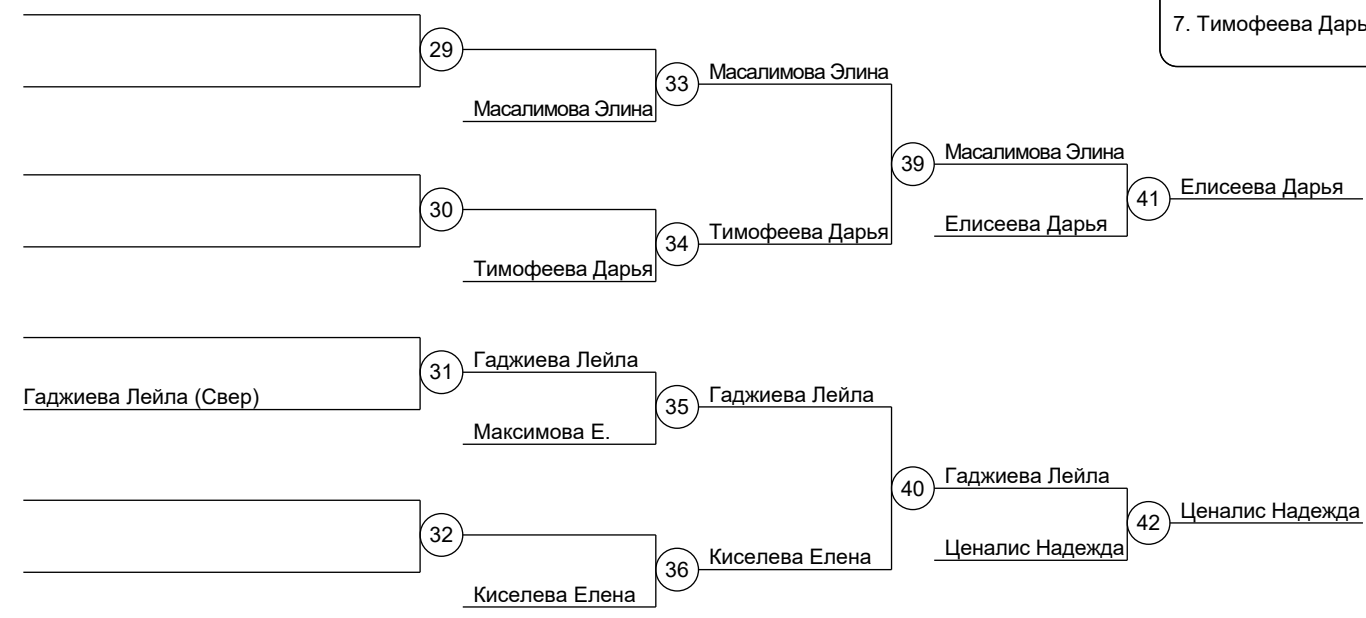 7. Тимофеева Дарь
29
33
Масалимова Элина
Масалимова Элина
39
Масалимова Элина
41
Елисеева Дарья
30
34
Тимофеева Дарья
Елисеева Дарья
Тимофеева Дарья
31
Гаджиева Лейла
Гаджиева Лейла (Свер)
35
Гаджиева Лейла
Максимова Е.
40
Гаджиева Лейла
42
Ценалис Надежда
32
36
Киселева Елена
Ценалис Надежда
Киселева Елена